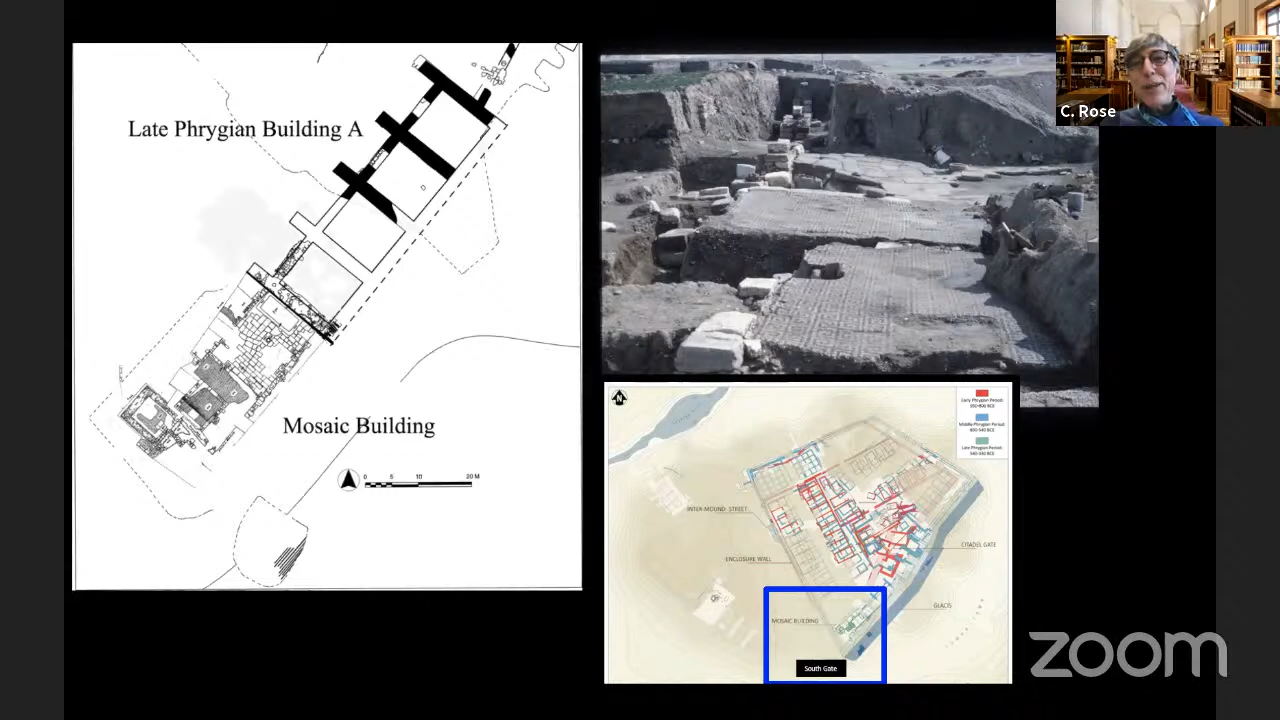 C. Rose
Late Phrygian Building A
Mosaic Building
0 5 10 20 M
N
Early Phrygian Period:
Middle Phrygian Period:
Late Phrygian Period:
INTER-MOUND STREET
ENCLOSURE WALL
CITADEL GATE
GLACIS
MOSAIC BUILDING
South Gate
zoom